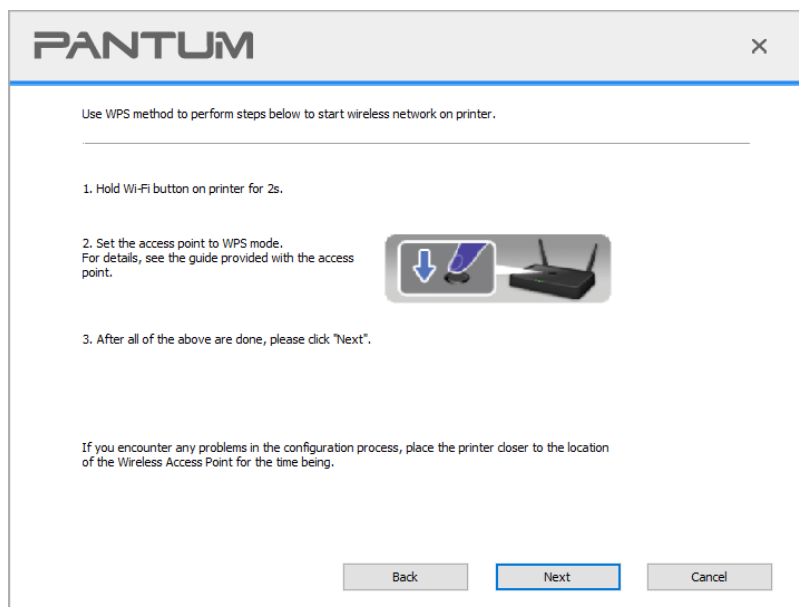 PANTUM
Use WPS method to perform steps below to start wireless network on printer.
1. Hold Wi-Fi button on printer for 2s.
2. Set the access point to WPS mode.
For details, see the guide provided with the access
point.
3. After all of the above are done, please click "Next".
If you encounter any problems in the configuration process, place the printer closer to the location
of the Wireless Access Point for the time being.
Back Next Cancel